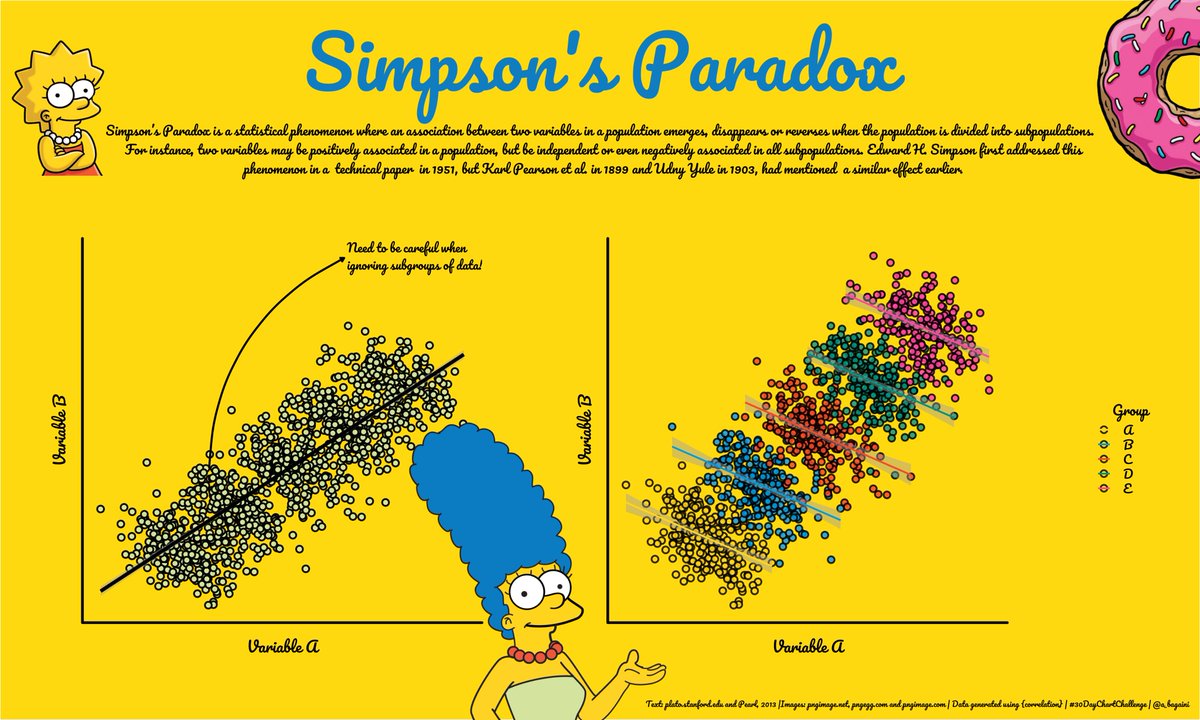 Simpson's Paradox
Simpson's Paradox is a statistical phenomenon where an association between two variables in a population emerges, disappears or reverses when the population is divided into subpopulations.
For instance, two variables may be positively associated in a population, but be independent or even negatively associated in all subpopulations. Edward H. Simpson first addressed this
phenomenon in a technical paper in 1951, but Karl Pearson et al. in 1899 and Udny Yule in 1903, had mentioned a similar effect earlier.
Need to be careful when
ignoring subgroups of data!
Variable B
Variable A
Variable B
Variable A
Group
A
B
C
D
E
Text: plato.stanford.edu and Pearl, 2013 |Images: pngimage.net, pngegg.com and pngimage.com | Data generated using {correlation} | #30DayChartChallenge | @a_bagaini